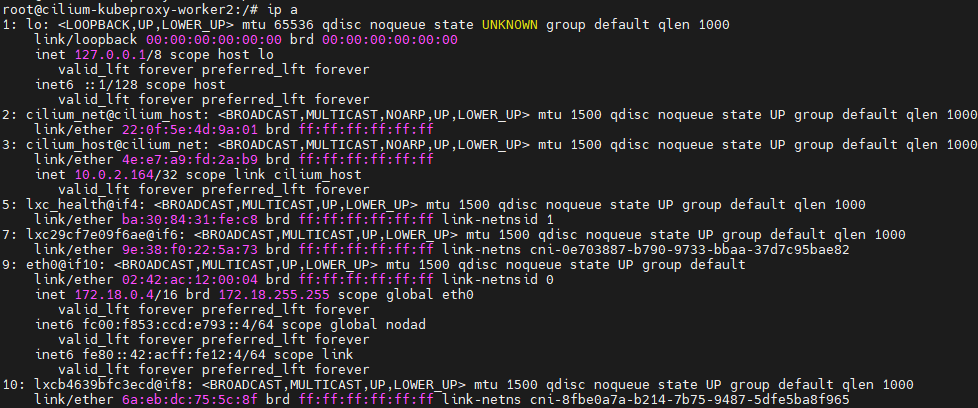 root@cilium-kubeproxy-worker2:/# ip a
1: lo: <LOOPBACK,UP,LOWER_UP> mtu 65536 qdisc noqueue state UNKNOWN group default qlen 1000
    link/loopback 00:00:00:00:00:00 brd 00:00:00:00:00:00
    inet 127.0.0.1/8 scope host lo
       valid_lft forever preferred_lft forever
    inet6 ::1/128 scope host
       valid_lft forever preferred_lft forever
2: cilium_net@cilium_host: <BROADCAST,MULTICAST,NOARP,UP,LOWER_UP> mtu 1500 qdisc noqueue state UP group default qlen 1000
    link/ether 22:0f:5e:4d:9a:01 brd ff:ff:ff:ff:ff:ff
3: cilium_host@cilium_net: <BROADCAST,MULTICAST,NOARP,UP,LOWER_UP> mtu 1500 qdisc noqueue state UP group default qlen 1000
    link/ether 4e:e7:a9:fd:2a:b9 brd ff:ff:ff:ff:ff:ff
    inet 10.0.2.164/32 scope link cilium_host
       valid_lft forever preferred_lft forever
5: lxc_health@if4: <BROADCAST,MULTICAST,UP,LOWER_UP> mtu 1500 qdisc noqueue state UP group default qlen 1000
    link/ether ba:30:84:31:fe:c8 brd ff:ff:ff:ff:ff:ff link-netnsid 1
7: lxc29cf7e09f6ae@if6: <BROADCAST,MULTICAST,UP,LOWER_UP> mtu 1500 qdisc noqueue state UP group default qlen 1000
    link/ether 9e:38:f0:22:5a:73 brd ff:ff:ff:ff:ff:ff link-netns cni-0e703887-b790-9733-bbaa-37d7c95bae82
9: eth0@if10: <BROADCAST,MULTICAST,UP,LOWER_UP> mtu 1500 qdisc noqueue state UP group default
    link/ether 02:42:ac:12:00:04 brd ff:ff:ff:ff:ff:ff link-netnsid 0
    inet 172.18.0.4/16 brd 172.18.255.255 scope global eth0
       valid_lft forever preferred_lft forever
    inet6 fc00:f853:ccd:e793::4/64 scope global nodad
       valid_lft forever preferred_lft forever
    inet6 fe80::42:acff:fe12:4/64 scope link
       valid_lft forever preferred_lft forever
10: lxcb4639bfc3ecd@if8: <BROADCAST,MULTICAST,UP,LOWER_UP> mtu 1500 qdisc noqueue state UP group default qlen 1000
    link/ether 6a:eb:dc:75:5c:8f brd ff:ff:ff:ff:ff:ff link-netns cni-8fbe0a7a-b214-7b75-9487-5dfe5ba8f965